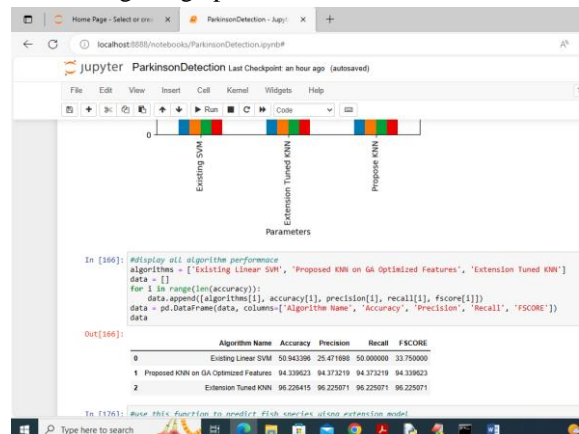 Home Page - Select or crea
ParkinsonDetection - Jupyt
localhost:8888/notebooks/ParkinsonDetection.ipynb#
jupyter ParkinsonDetection Last Checkpoint: an hour ago (autosaved)
File Edit View Insert Cell Kernel Widgets Help
Run Code
0
Existing SVM
Extension Tuned KNN
Propose KNN
Parameters
In [166]: #display all algorithm performnace
algorithms = ['Existing Linear SVM', 'Proposed KNN on GA Optimized Features', 'Extension Tuned KNN']
data = []
for i in range(len(accuracy)):
data.append([algorithms[i], accuracy[i], precision[i], recall[i], fscore[i]])
data = pd.DataFrame(data, columns=['Algorithm Name', 'Accuracy', 'Precision', 'Recall', 'FSCORE'])
data
Out[166]:
Algorithm Name Accuracy Precision Recall FSCORE
0 Existing Linear SVM 50.943396 25.471698 50.000000 33.750000
1 Proposed KNN on GA Optimized Features 94.339623 94.373219 94.373219 94.339623
2 Extension Tuned KNN 96.226415 96.225071 96.225071 96.225071
In [176]: #use this function to predict fish species uisng extension model
Type here to search